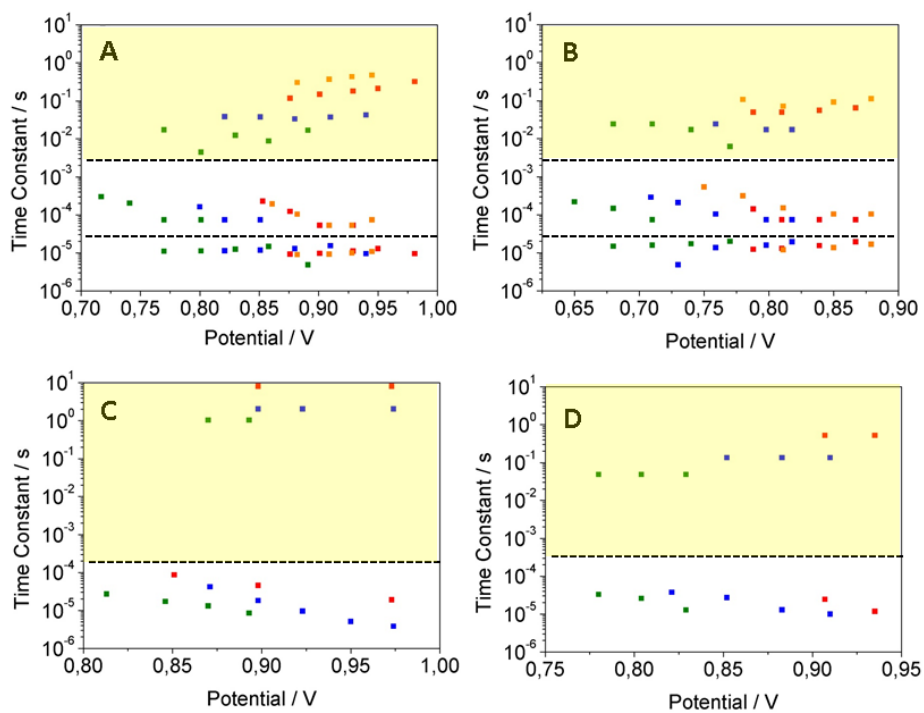 A
10¹
10⁰
10⁻¹
10⁻²
10⁻³
10⁻⁴
10⁻⁵
10⁻⁶
Time Constant / s
0,70 0,75 0,80 0,85 0,90 0,95 1,00
Potential / V
B
10¹
10⁰
10⁻¹
10⁻²
10⁻³
10⁻⁴
10⁻⁵
10⁻⁶
Time Constant / s
0,65 0,70 0,75 0,80 0,85 0,90
Potential / V
C
10¹
10⁰
10⁻¹
10⁻²
10⁻³
10⁻⁴
10⁻⁵
10⁻⁶
Time Constant / s
0,80 0,85 0,90 0,95 1,00
Potential / V
D
10¹
10⁰
10⁻¹
10⁻²
10⁻³
10⁻⁴
10⁻⁵
10⁻⁶
Time Constant / s
0,75 0,80 0,85 0,90 0,95
Potential / V